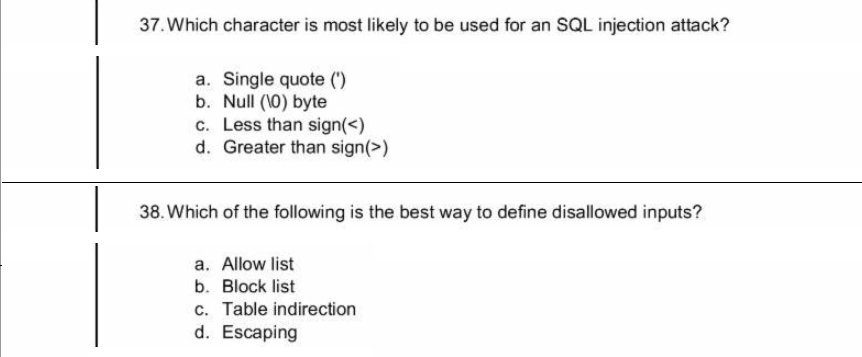 37. Which character is most likely to be used for an SQL injection attack?
a. Single quote (')
b. Null (\0) byte
c. Less than sign(<)
d. Greater than sign(>)
38. Which of the following is the best way to define disallowed inputs?
a. Allow list
b. Block list
c. Table indirection
d. Escaping